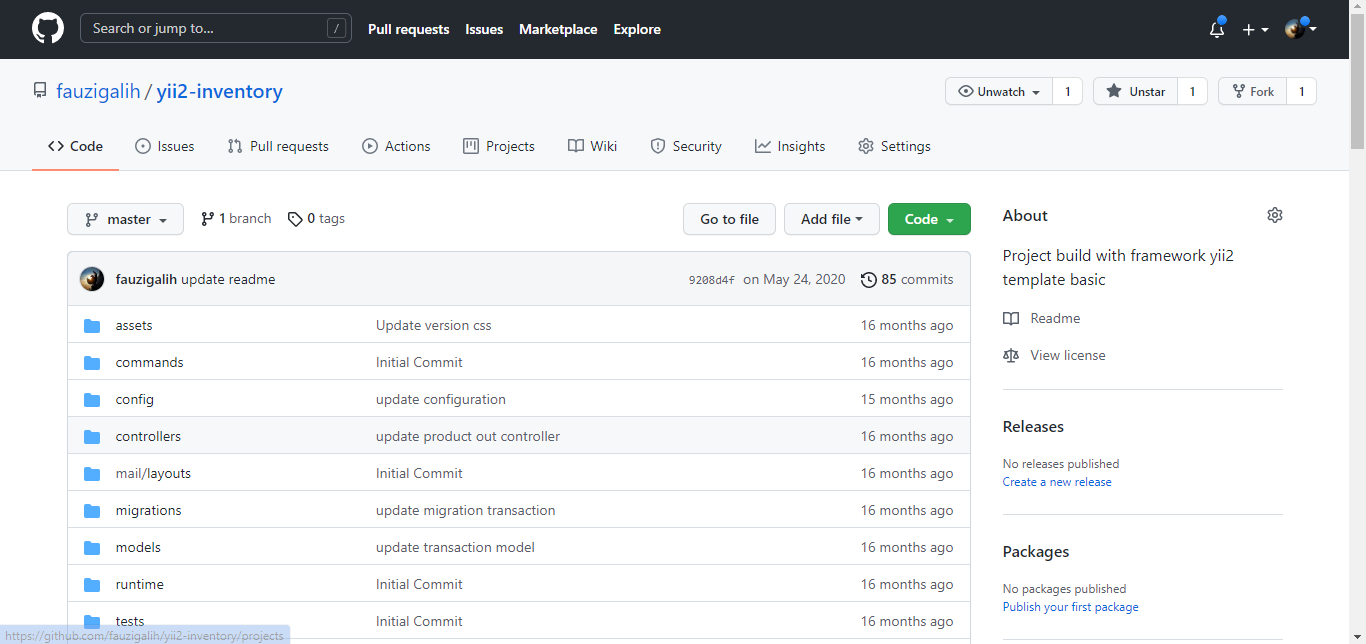 Search or jump to... /
Pull requests Issues Marketplace Explore
fauzigalih / yii2-inventory
Unwatch 1 Unstar 1 Fork 1
Code Issues Pull requests Actions Projects Wiki Security Insights Settings
master 1 branch 0 tags Go to file Add file Code
fauzigalih update readme 9208d4f on May 24, 2020 85 commits
assets Update version css 16 months ago
commands Initial Commit 16 months ago
config update configuration 15 months ago
controllers update product out controller 16 months ago
mail/layouts Initial Commit 16 months ago
migrations update migration transaction 16 months ago
models update transaction model 16 months ago
runtime Initial Commit 16 months ago
tests Initial Commit 16 months ago
About
Project build with framework yii2
template basic
Readme
View license
Releases
No releases published
Create a new release
Packages
No packages published
Publish your first package
https://github.com/fauzigalih/yii2-inventory/projects